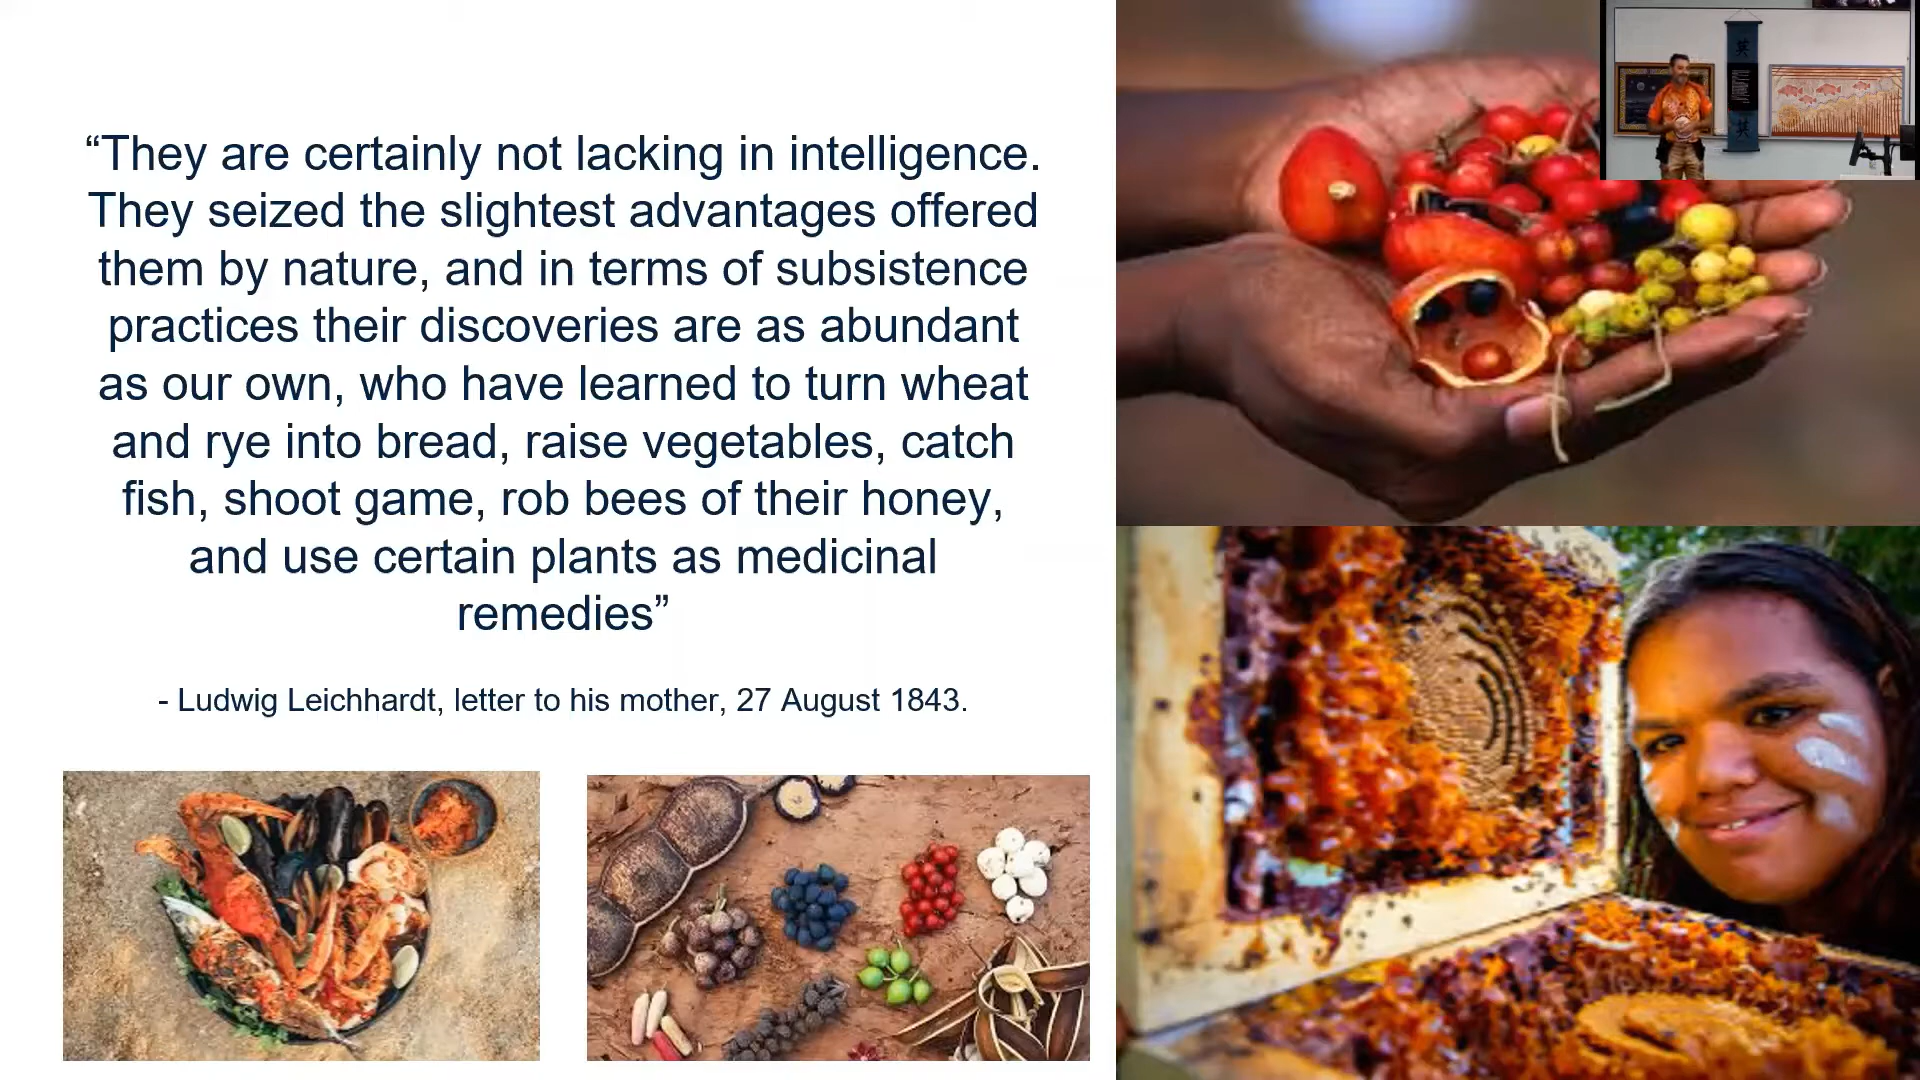 “They are certainly not lacking in intelligence.
They seized the slightest advantages offered
them by nature, and in terms of subsistence
practices their discoveries are as abundant
as our own, who have learned to turn wheat
and rye into bread, raise vegetables, catch
fish, shoot game, rob bees of their honey,
and use certain plants as medicinal
remedies”
- Ludwig Leichhardt, letter to his mother, 27 August 1843.
英
英